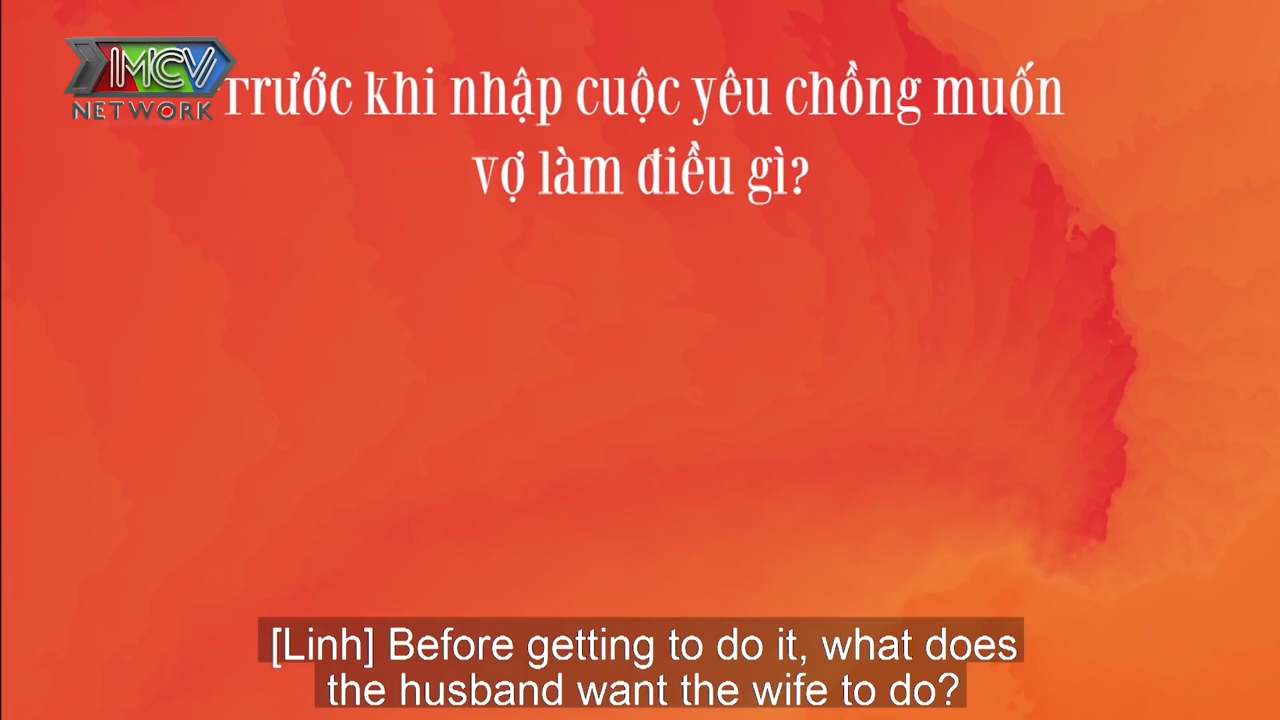 MCV
NETWORK
Trước khi nhập cuộc yêu chồng muốn
vợ làm điều gì?
[Linh] Before getting to do it, what does
the husband want the wife to do?